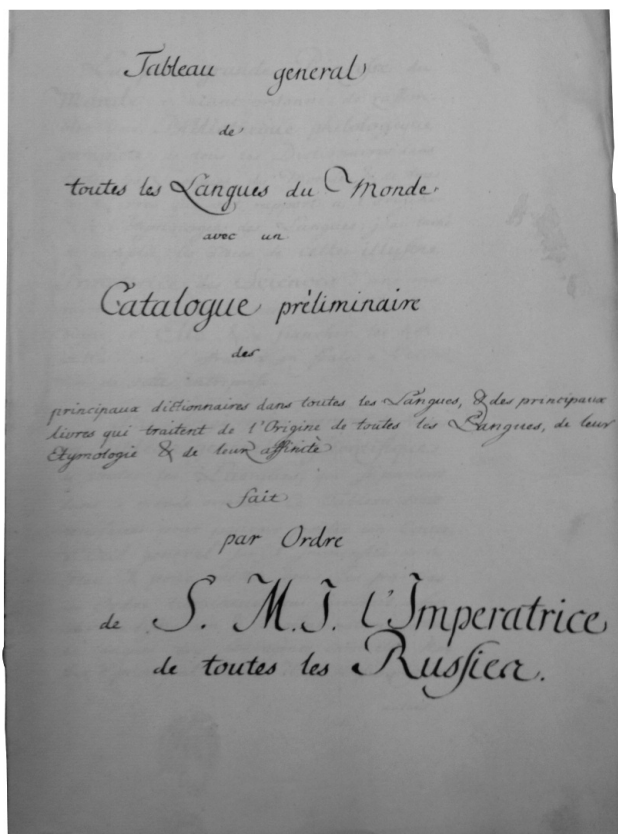 Tableau general
de
toutes les Langues du Monde
avec un
Catalogue préliminaire
des
principaux dictionnaires dans toutes les Langues, & des principaux
livres qui traitent de l'Origine de toutes les Langues, de leur
Etymologie & de leur affinité
fait
par Ordre
de S. M. I. l'Imperatrice
de toutes les Russies.